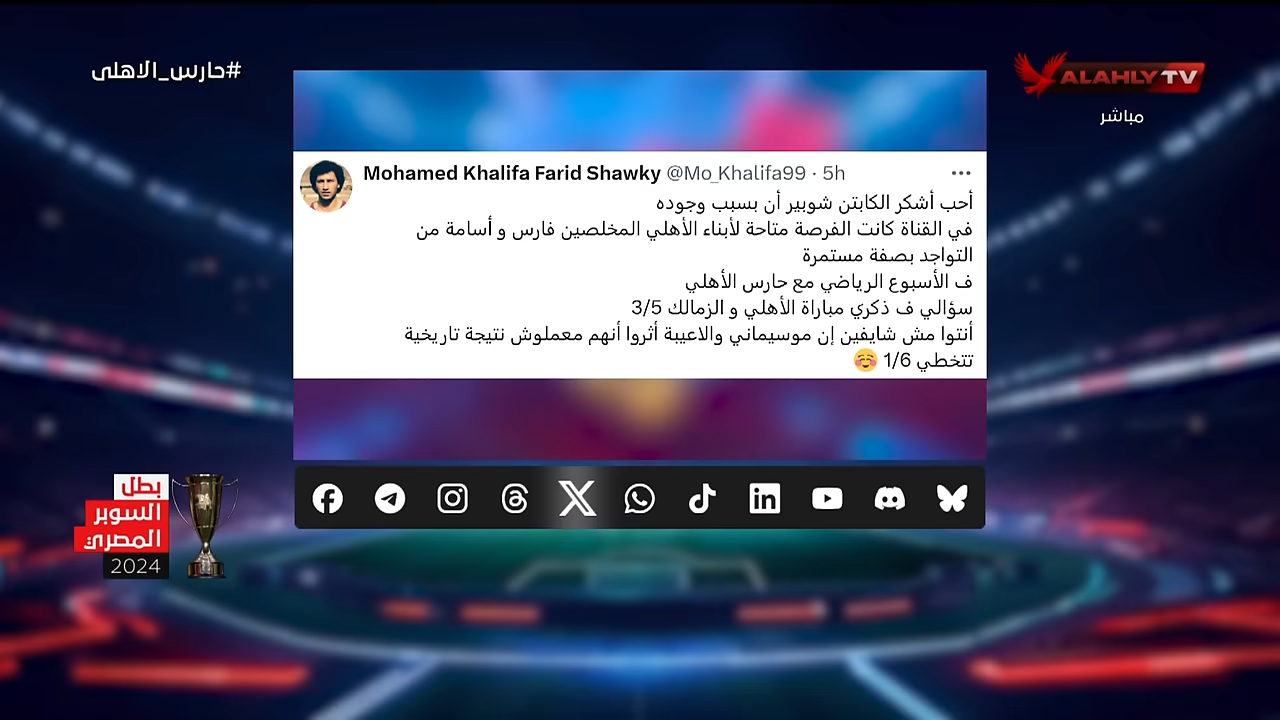 #حارس_الاهلى
ALAHLY TV
مباشر
Mohamed Khalifa Farid Shawky @Mo_Khalifa99 · 5h
أحب أشكر الكابتن شوبير أن بسبب وجوده
في القناة كانت الفرصة متاحة لأبناء الأهلي المخلصين فارس و أسامة من
التواجد بصفة مستمرة
ف الأسبوع الرياضي مع حارس الأهلي
سؤالي ف ذكري مباراة الأهلي و الزمالك 3/5
أنتوا مش شايفين إن موسيماني والاعيبة أثروا أنهم معملوش نتيجة تاريخية
تتخطي 1/6 ☺️
بطل
السوبر
المصري
2024